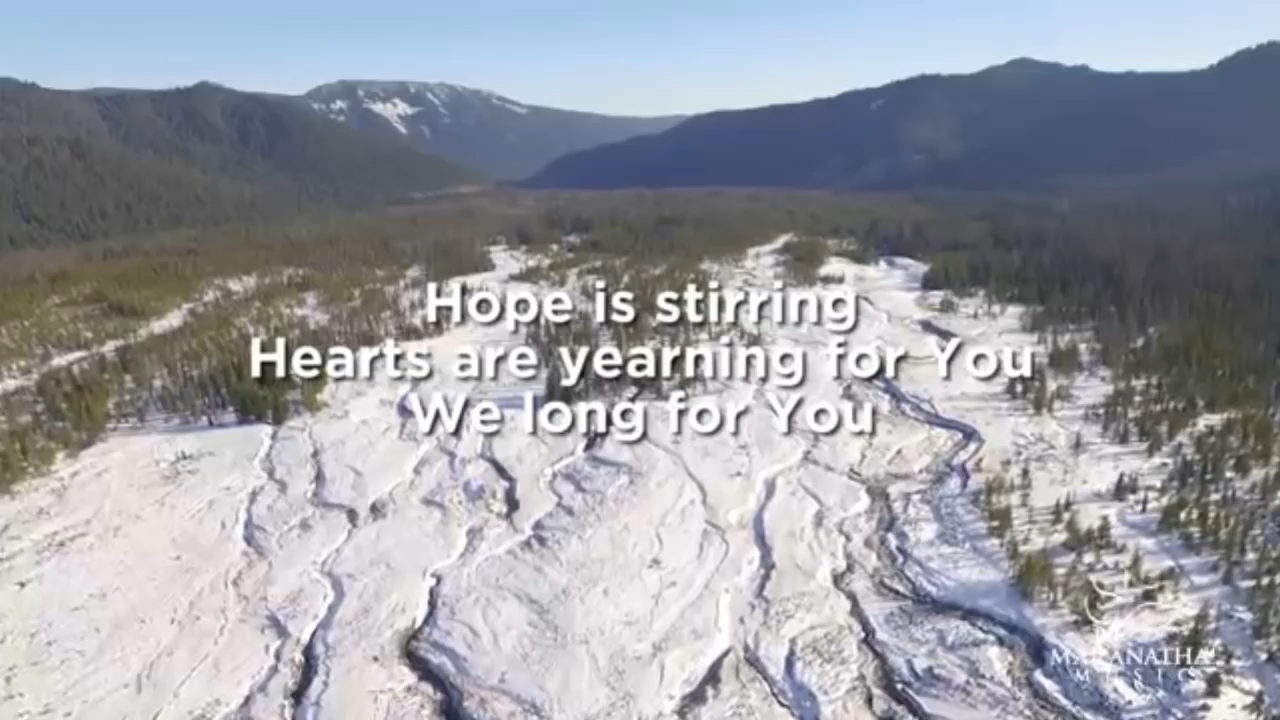 Hope is stirring
Hearts are yearning for You
We long for You
MARANATHA!
MUSIC